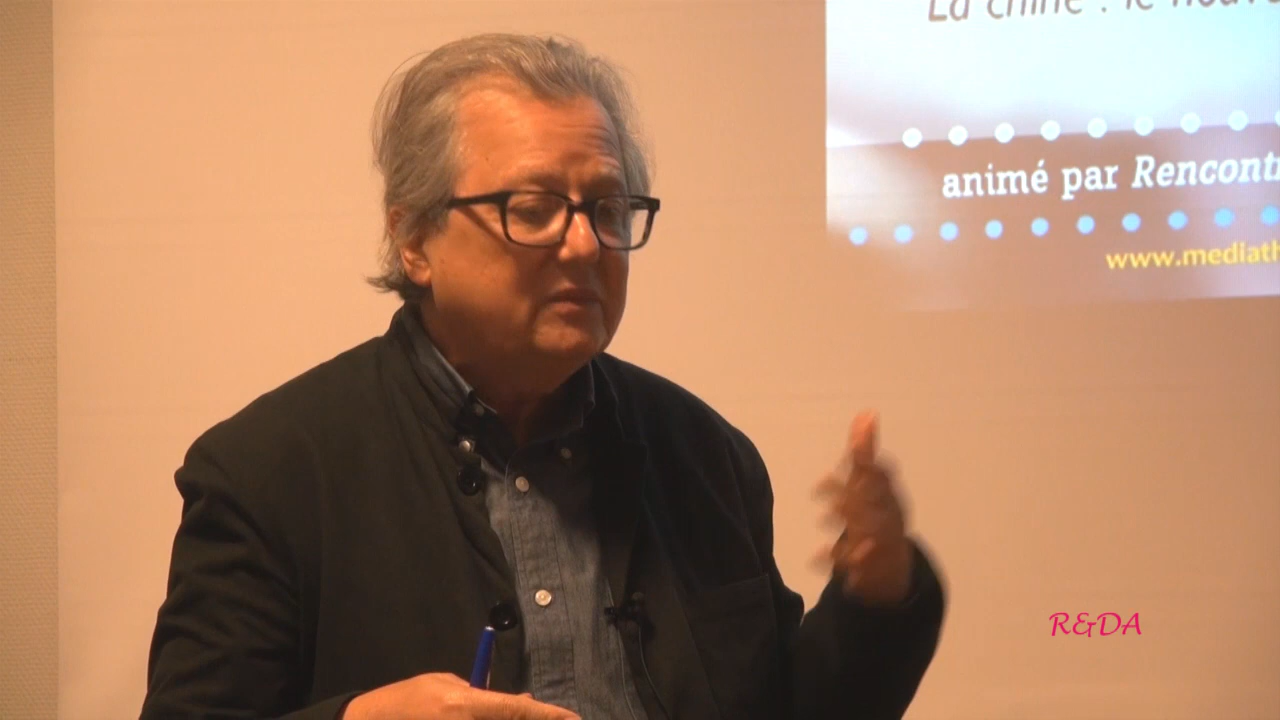 La chine : le nouve
animé par Rencont
www.mediath
R&DA